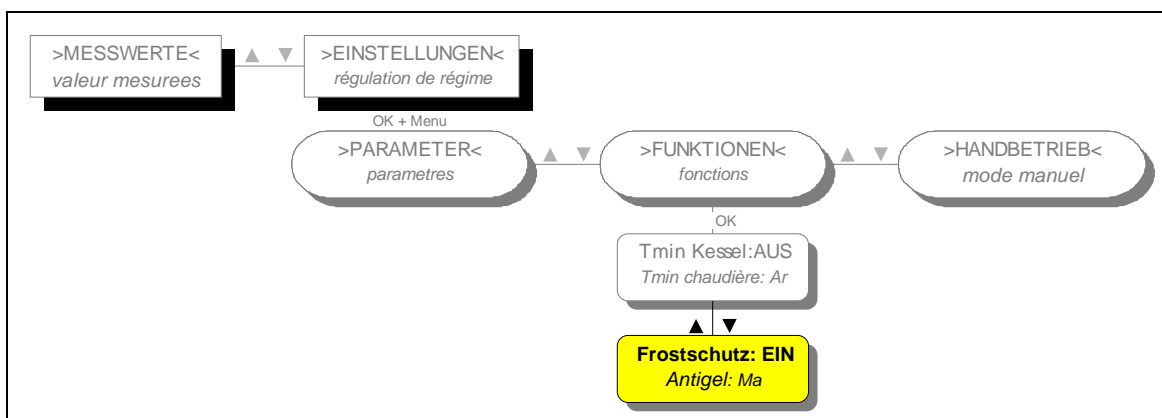 >MESSWERTE<
valeur mesurees
▲ ▼
>EINSTELLUNGEN<
régulation de régime
OK + Menu
>PARAMETER<
parametres
▲ ▼
>FUNKTIONEN<
fonctions
▲ ▼
>HANDBETRIEB<
mode manuel
OK
Tmin Kessel:AUS
Tmin chaudière: Ar
▲ ▼
Frostschutz: EIN
Antigel: Ma